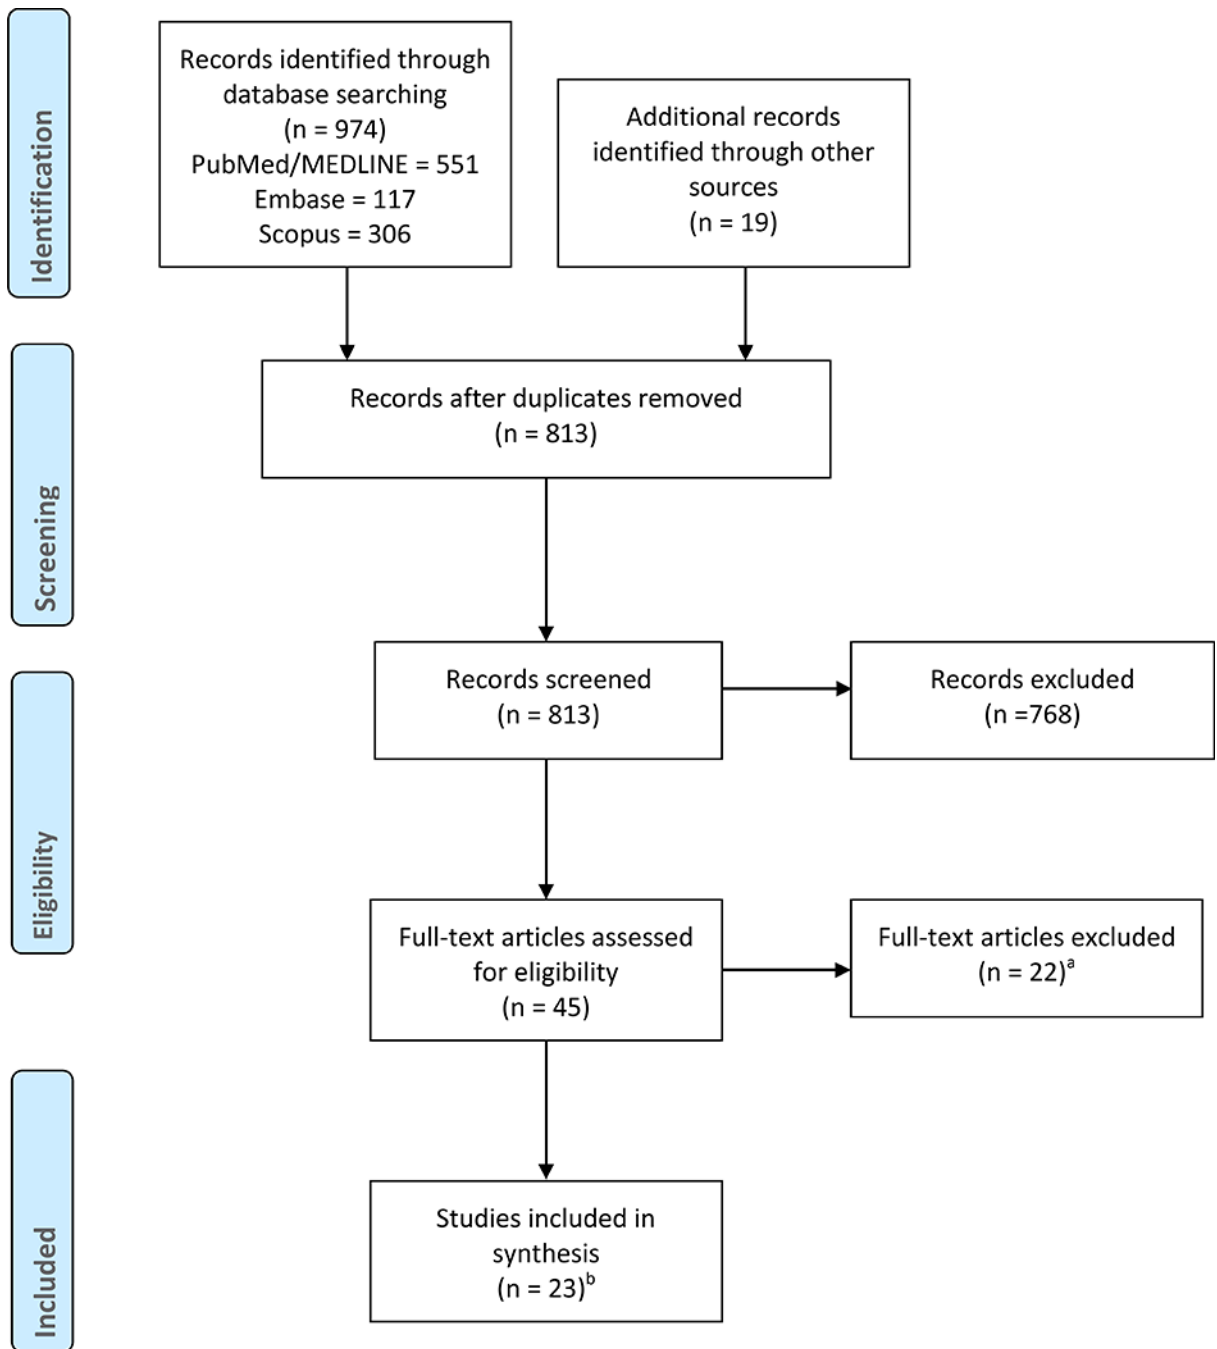 Identification
Records identified through
database searching
(n = 974)
PubMed/MEDLINE = 551
Embase = 117
Scopus = 306
Additional records
identified through other
sources
(n = 19)
Screening
Records after duplicates removed
(n = 813)
Records screened
(n = 813)
Records excluded
(n =768)
Eligibility
Full-text articles assessed
for eligibility
(n = 45)
Full-text articles excluded
(n = 22)ᵃ
Included
Studies included in
synthesis
(n = 23)ᵇ